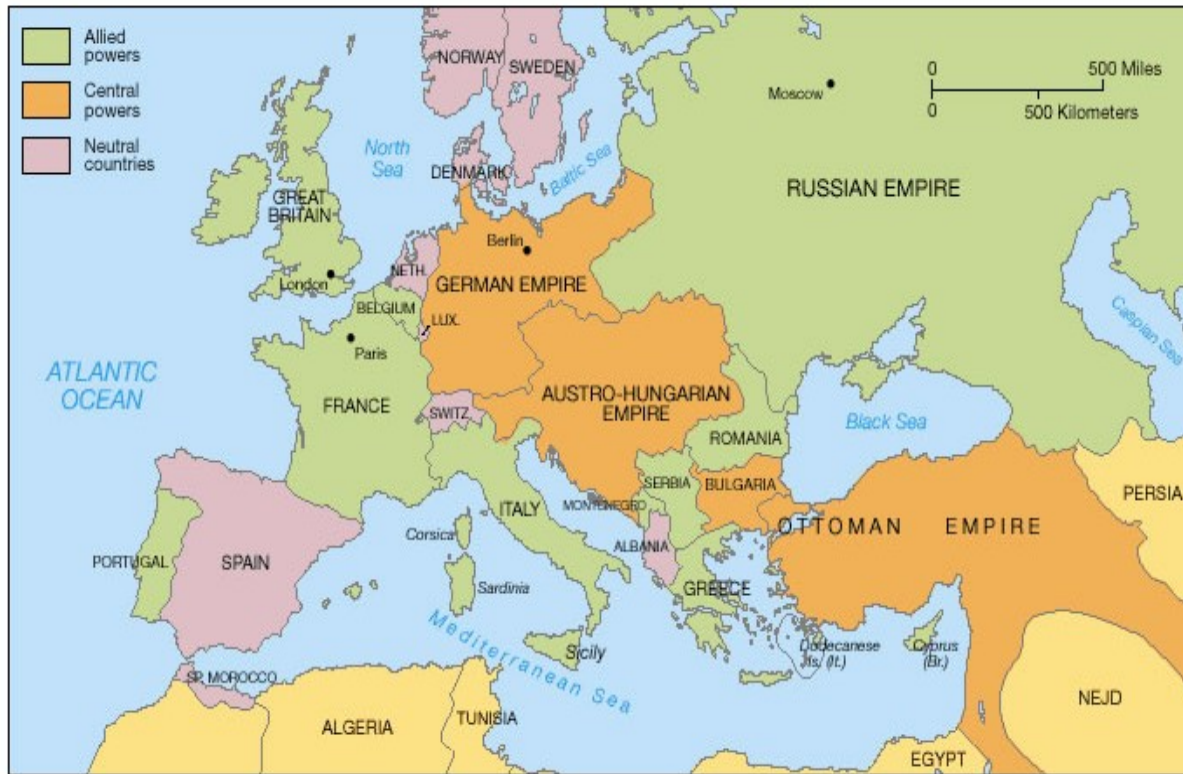 Allied
powers
Central
powers
Neutral
countries
NORWAY
SWEDEN
0
500 Miles
0
500 Kilometers
Moscow
North
Sea
DENMARK
Baltic Sea
RUSSIAN EMPIRE
GREAT
BRITAIN
London
Berlin
NETH.
GERMAN EMPIRE
BELGIUM
LUX.
Paris
ATLANTIC
OCEAN
FRANCE
SWITZ.
AUSTRO-HUNGARIAN
EMPIRE
Caspian Sea
Black Sea
ROMANIA
SERBIA
BULGARIA
MONTENEGRO
ITALY
PERSIA
OTTOMAN EMPIRE
Corsica
ALBANIA
PORTUGAL
SPAIN
Sardinia
GREECE
Mediterranean Sea
Sicily
Dodecanese
Is. (It.)
Cyprus
(Br.)
SP. MOROCCO
ALGERIA
TUNISIA
NEJD
EGYPT